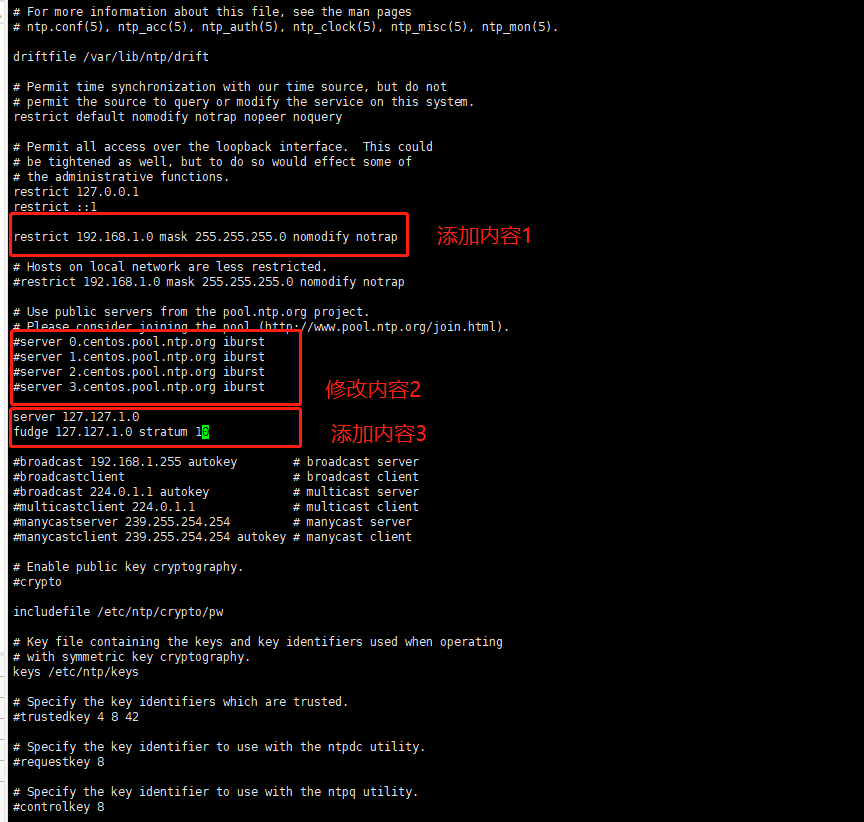 # For more information about this file, see the man pages
# ntp.conf(5), ntp_acc(5), ntp_auth(5), ntp_clock(5), ntp_misc(5), ntp_mon(5).
driftfile /var/lib/ntp/drift
# Permit time synchronization with our time source, but do not
# permit the source to query or modify the service on this system.
restrict default nomodify notrap nopeer noquery
# Permit all access over the loopback interface.  This could
# be tightened as well, but to do so would effect some of
# the administrative functions.
restrict 127.0.0.1
restrict ::1
restrict 192.168.1.0 mask 255.255.255.0 nomodify notrap
添加内容1
# Hosts on local network are less restricted.
#restrict 192.168.1.0 mask 255.255.255.0 nomodify notrap
# Use public servers from the pool.ntp.org project.
# Please consider joining the pool (http://www.pool.ntp.org/join.html).
#server 0.centos.pool.ntp.org iburst
#server 1.centos.pool.ntp.org iburst
#server 2.centos.pool.ntp.org iburst
#server 3.centos.pool.ntp.org iburst
修改内容2
server 127.127.1.0
fudge 127.127.1.0 stratum 10
添加内容3
#broadcast 192.168.1.255 autokey        # broadcast server
#broadcastclient                        # broadcast client
#broadcast 224.0.1.1 autokey            # multicast server
#multicastclient 224.0.1.1              # multicast client
#manycastserver 239.255.254.254         # manycast server
#manycastclient 239.255.254.254 autokey # manycast client
# Enable public key cryptography.
#crypto
includefile /etc/ntp/crypto/pw
# Key file containing the keys and key identifiers used when operating
# with symmetric key cryptography.
keys /etc/ntp/keys
# Specify the key identifiers which are trusted.
#trustedkey 4 8 42
# Specify the key identifier to use with the ntpdc utility.
#requestkey 8
# Specify the key identifier to use with the ntpq utility.
#controlkey 8